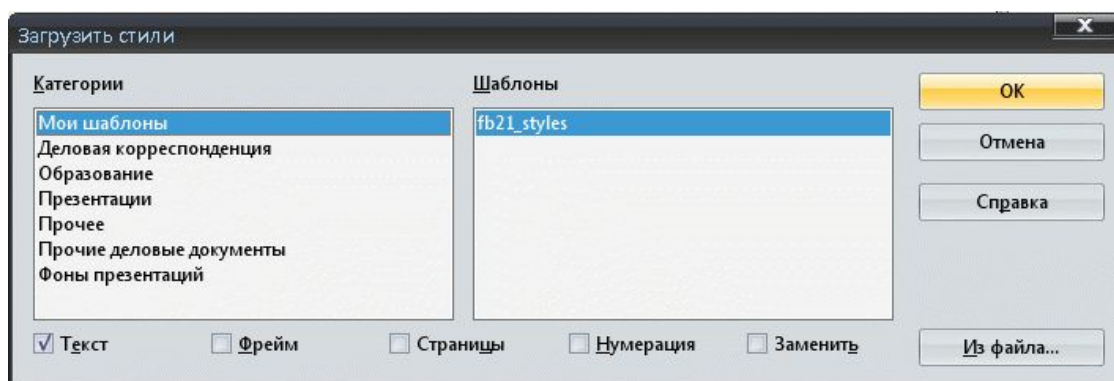 Загрузить стили
Категории
Шаблоны
Мои шаблоны
Деловая корреспонденция
Образование
Презентации
Прочее
Прочие деловые документы
Фоны презентаций
fb21_styles
ОК
Отмена
Справка
Текст
Фрейм
Страницы
Нумерация
Заменить
Из файла...